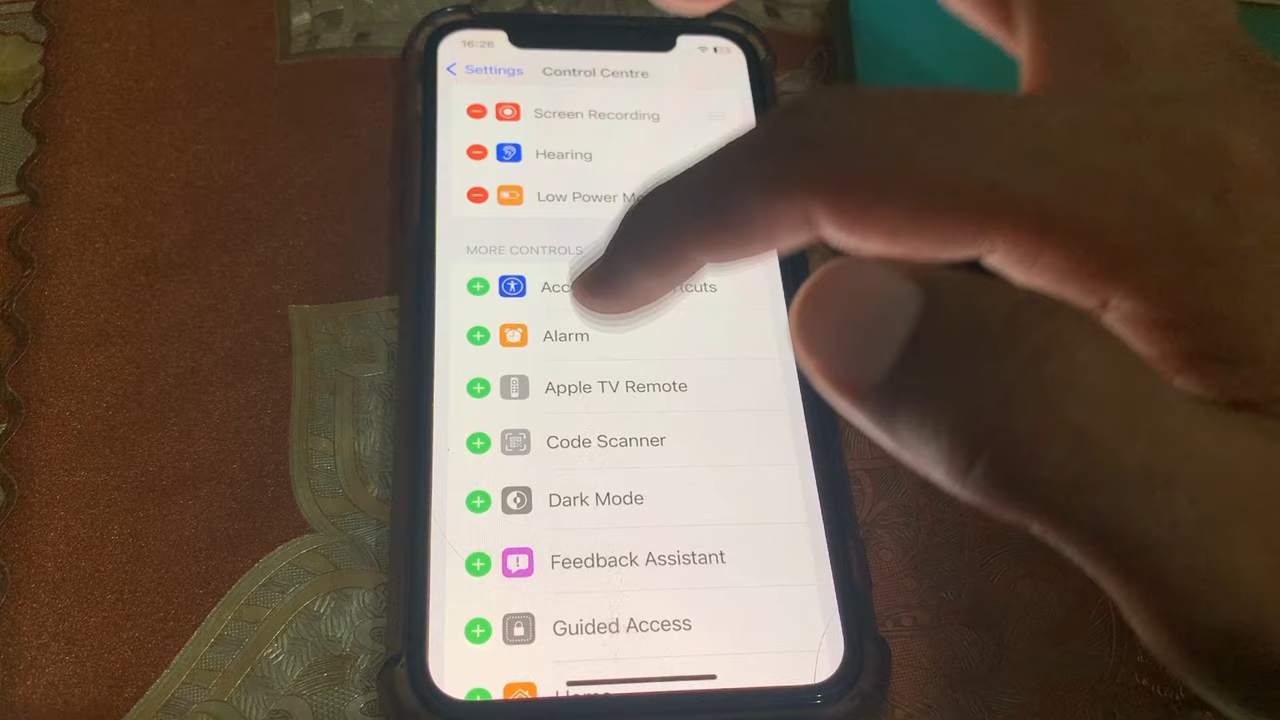 16:26
Settings Control Centre
Screen Recording
Hearing
Low Power
MORE CONTROLS
Alarm
Apple TV Remote
Code Scanner
Dark Mode
Feedback Assistant
Guided Access
Home